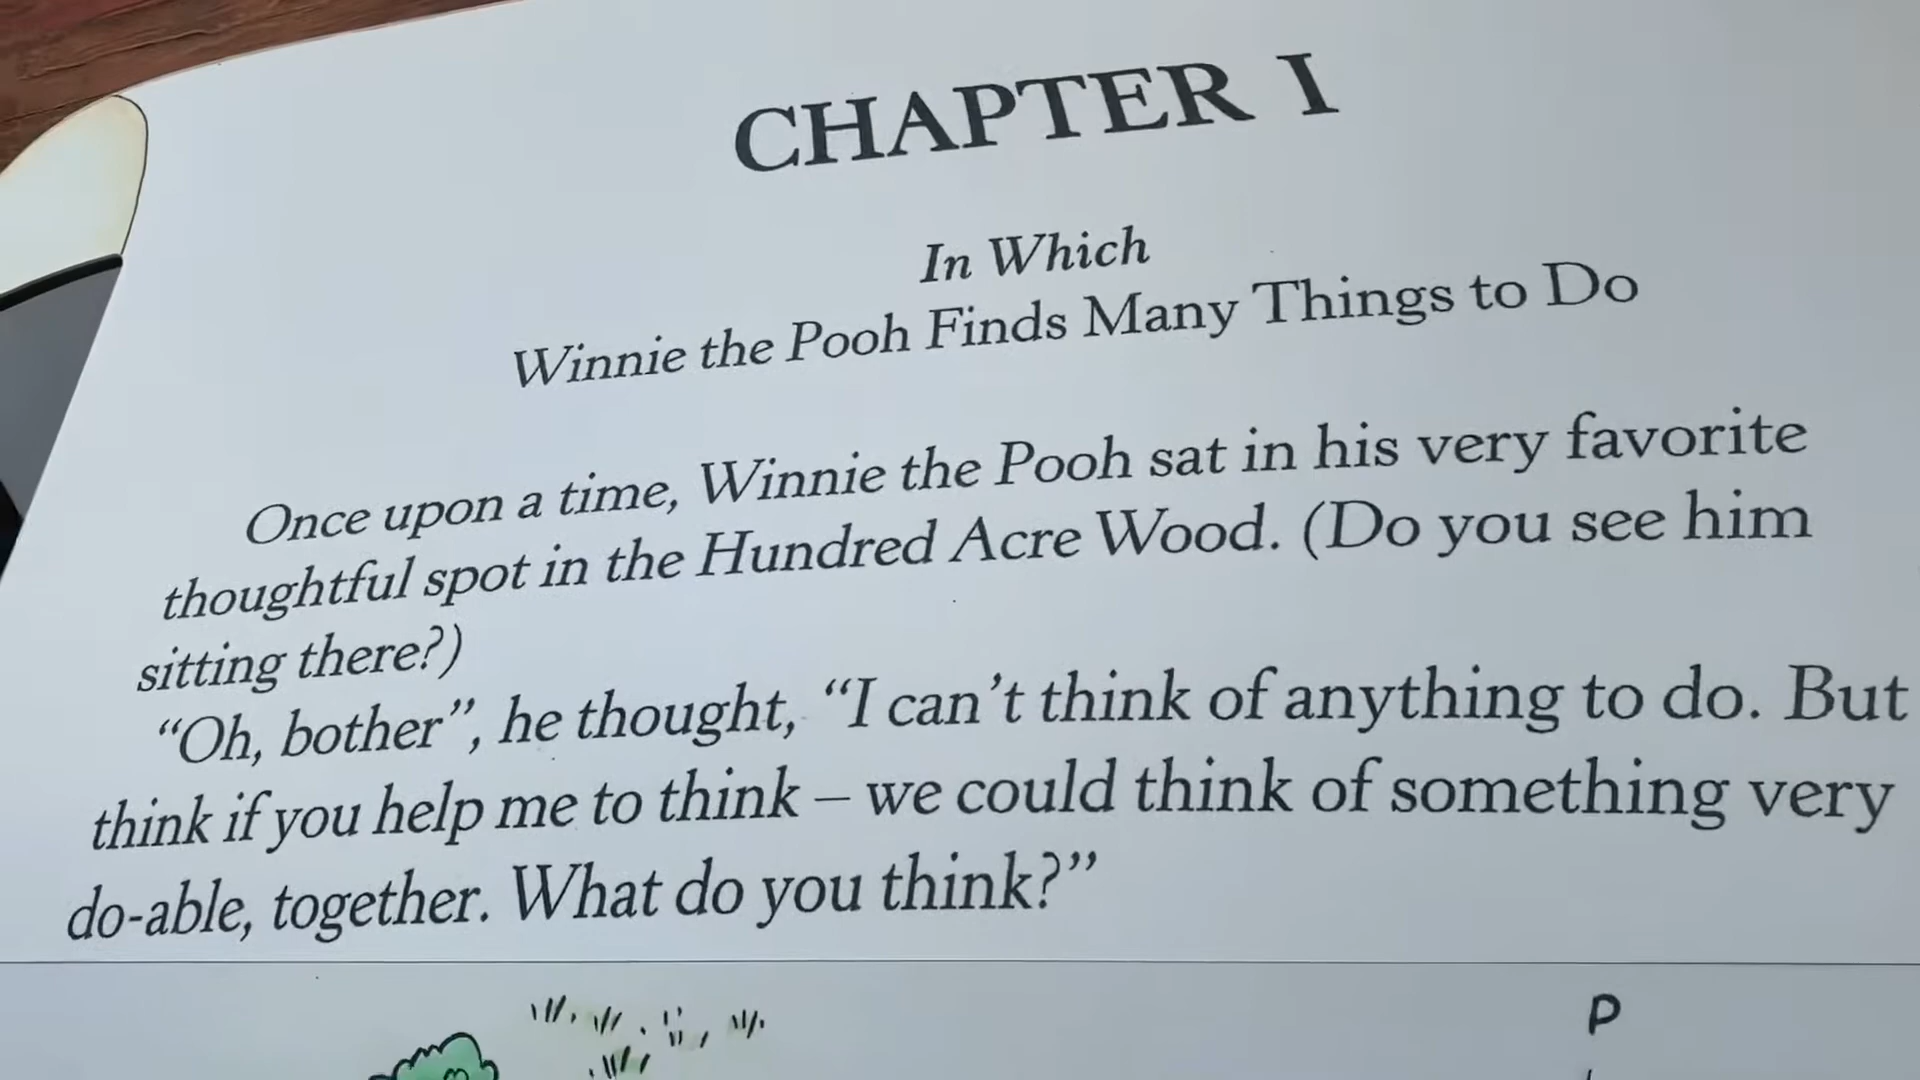 CHAPTER I
In Which
Winnie the Pooh Finds Many Things to Do
Once upon a time, Winnie the Pooh sat in his very favorite
thoughtful spot in the Hundred Acre Wood. (Do you see him
sitting there?)
“Oh, bother”, he thought, “I can’t think of anything to do. But
think if you help me to think – we could think of something very
do-able, together. What do you think?”
P